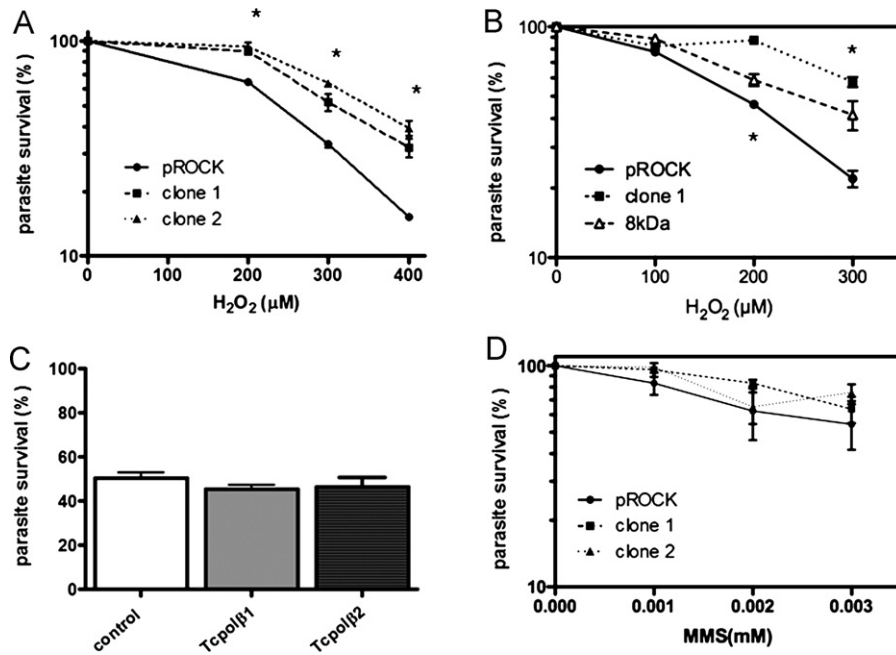 A
*
*
*
parasite survival (%)
100
10
pROCK
clone 1
clone 2
0 100 200 300 400
H₂O₂ (µM)
B
*
*
parasite survival (%)
100
10
pROCK
clone 1
8kDa
0 100 200 300
H₂O₂ (µM)
C
parasite survival (%)
100
80
60
40
20
0
control
Tcpolβ1
Tcpolβ2
D
parasite survival (%)
100
10
pROCK
clone 1
clone 2
0.000 0.001 0.002 0.003
MMS(mM)